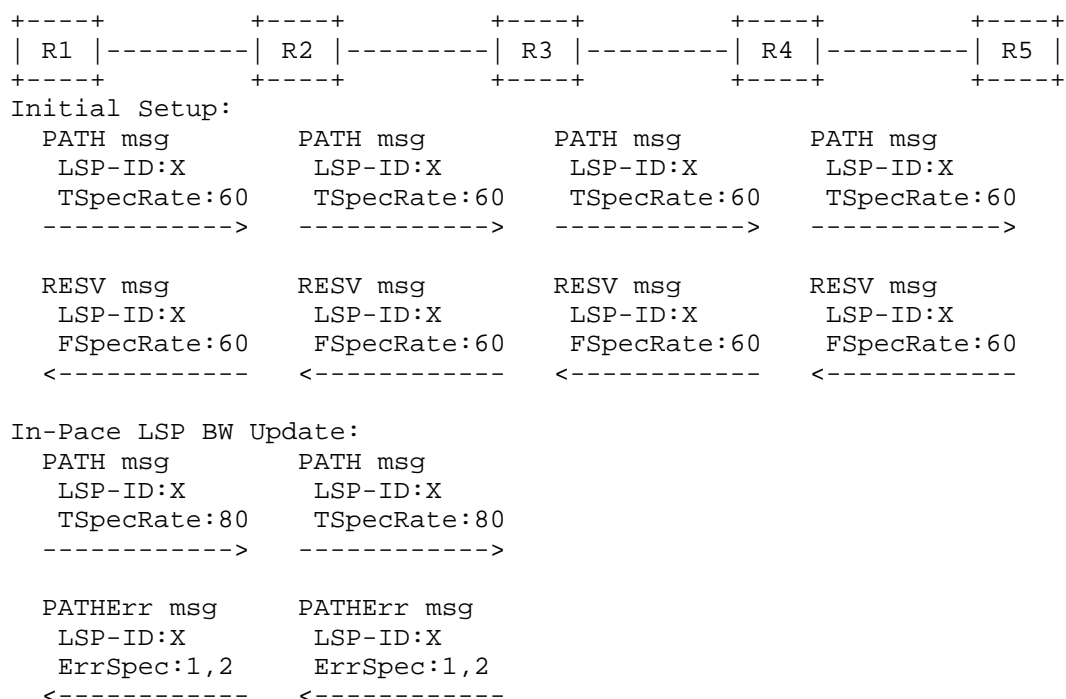 +----+         +----+         +----+         +----+         +----+
| R1 |---------| R2 |---------| R3 |---------| R4 |---------| R5 |
+----+         +----+         +----+         +----+         +----+
Initial Setup:
  PATH msg        PATH msg        PATH msg        PATH msg
   LSP-ID:X        LSP-ID:X        LSP-ID:X        LSP-ID:X
   TSpecRate:60    TSpecRate:60    TSpecRate:60    TSpecRate:60
  ------------>   ------------>   ------------>   ------------>
  RESV msg        RESV msg        RESV msg        RESV msg
   LSP-ID:X        LSP-ID:X        LSP-ID:X        LSP-ID:X
   FSpecRate:60    FSpecRate:60    FSpecRate:60    FSpecRate:60
  <------------   <------------   <------------   <------------
In-Pace LSP BW Update:
  PATH msg        PATH msg
   LSP-ID:X        LSP-ID:X
   TSpecRate:80    TSpecRate:80
  ------------>   ------------>
  PATHErr msg     PATHErr msg
   LSP-ID:X        LSP-ID:X
   ErrSpec:1,2     ErrSpec:1,2
  <------------   <------------